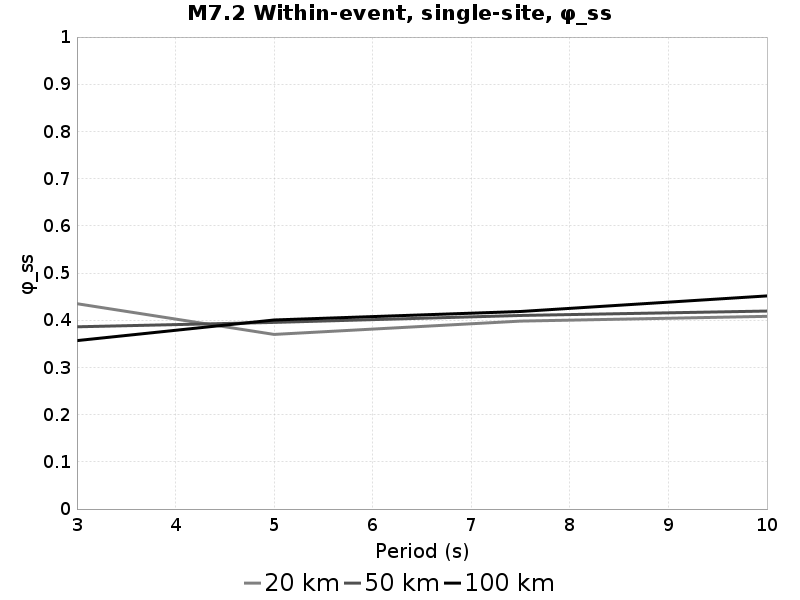 M7.2 Within-event, single-site, φ_ss
1
0.9
0.8
0.7
0.6
0.5
0.4
0.3
0.2
0.1
0
φ_ss
3 4 5 6 7 8 9 10
Period (s)
20 km 50 km 100 km